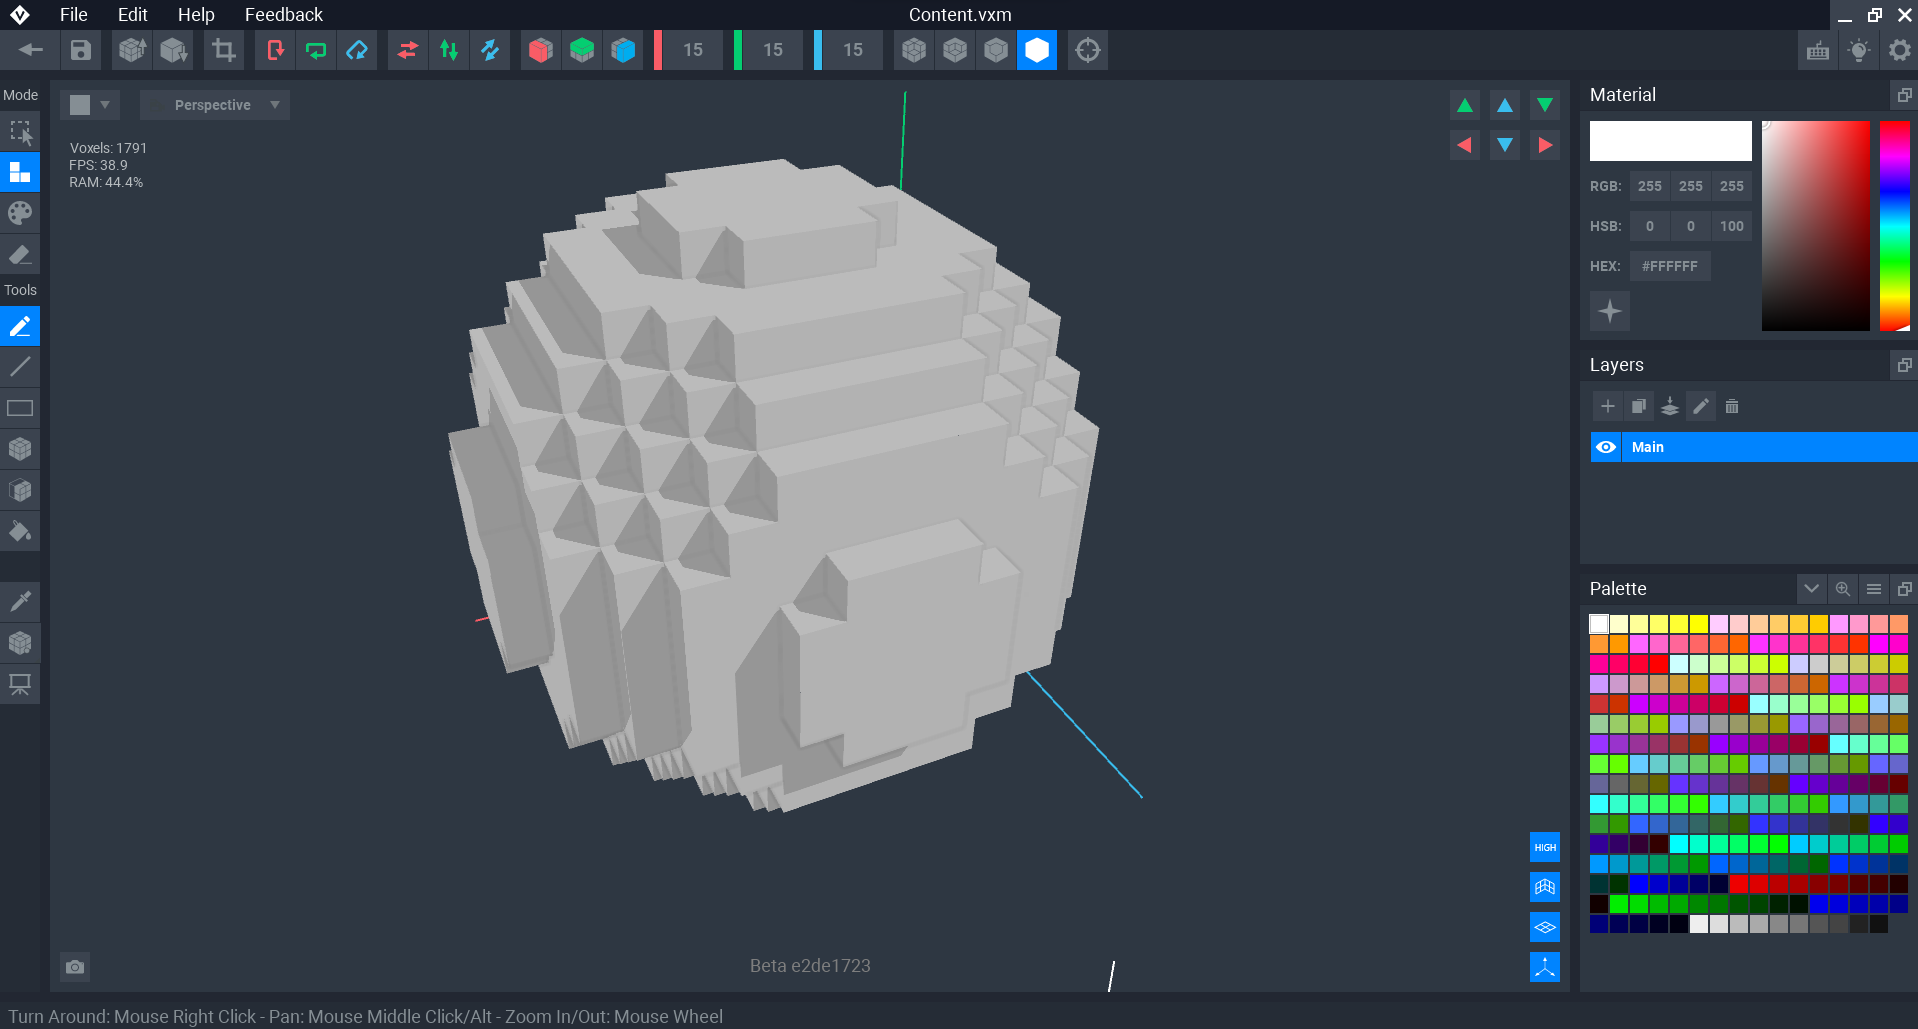 File Edit Help Feedback Content.vxm
15 15 15
Mode
Perspective
Voxels: 1791
FPS: 38.9
RAM: 44.4%
Tools
Material
RGB: 255 255 255
HSB: 0 0 100
HEX: #FFFFFF
Layers
Main
Palette
HIGH
Beta e2de1723
Turn Around: Mouse Right Click - Pan: Mouse Middle Click/Alt - Zoom In/Out: Mouse Wheel